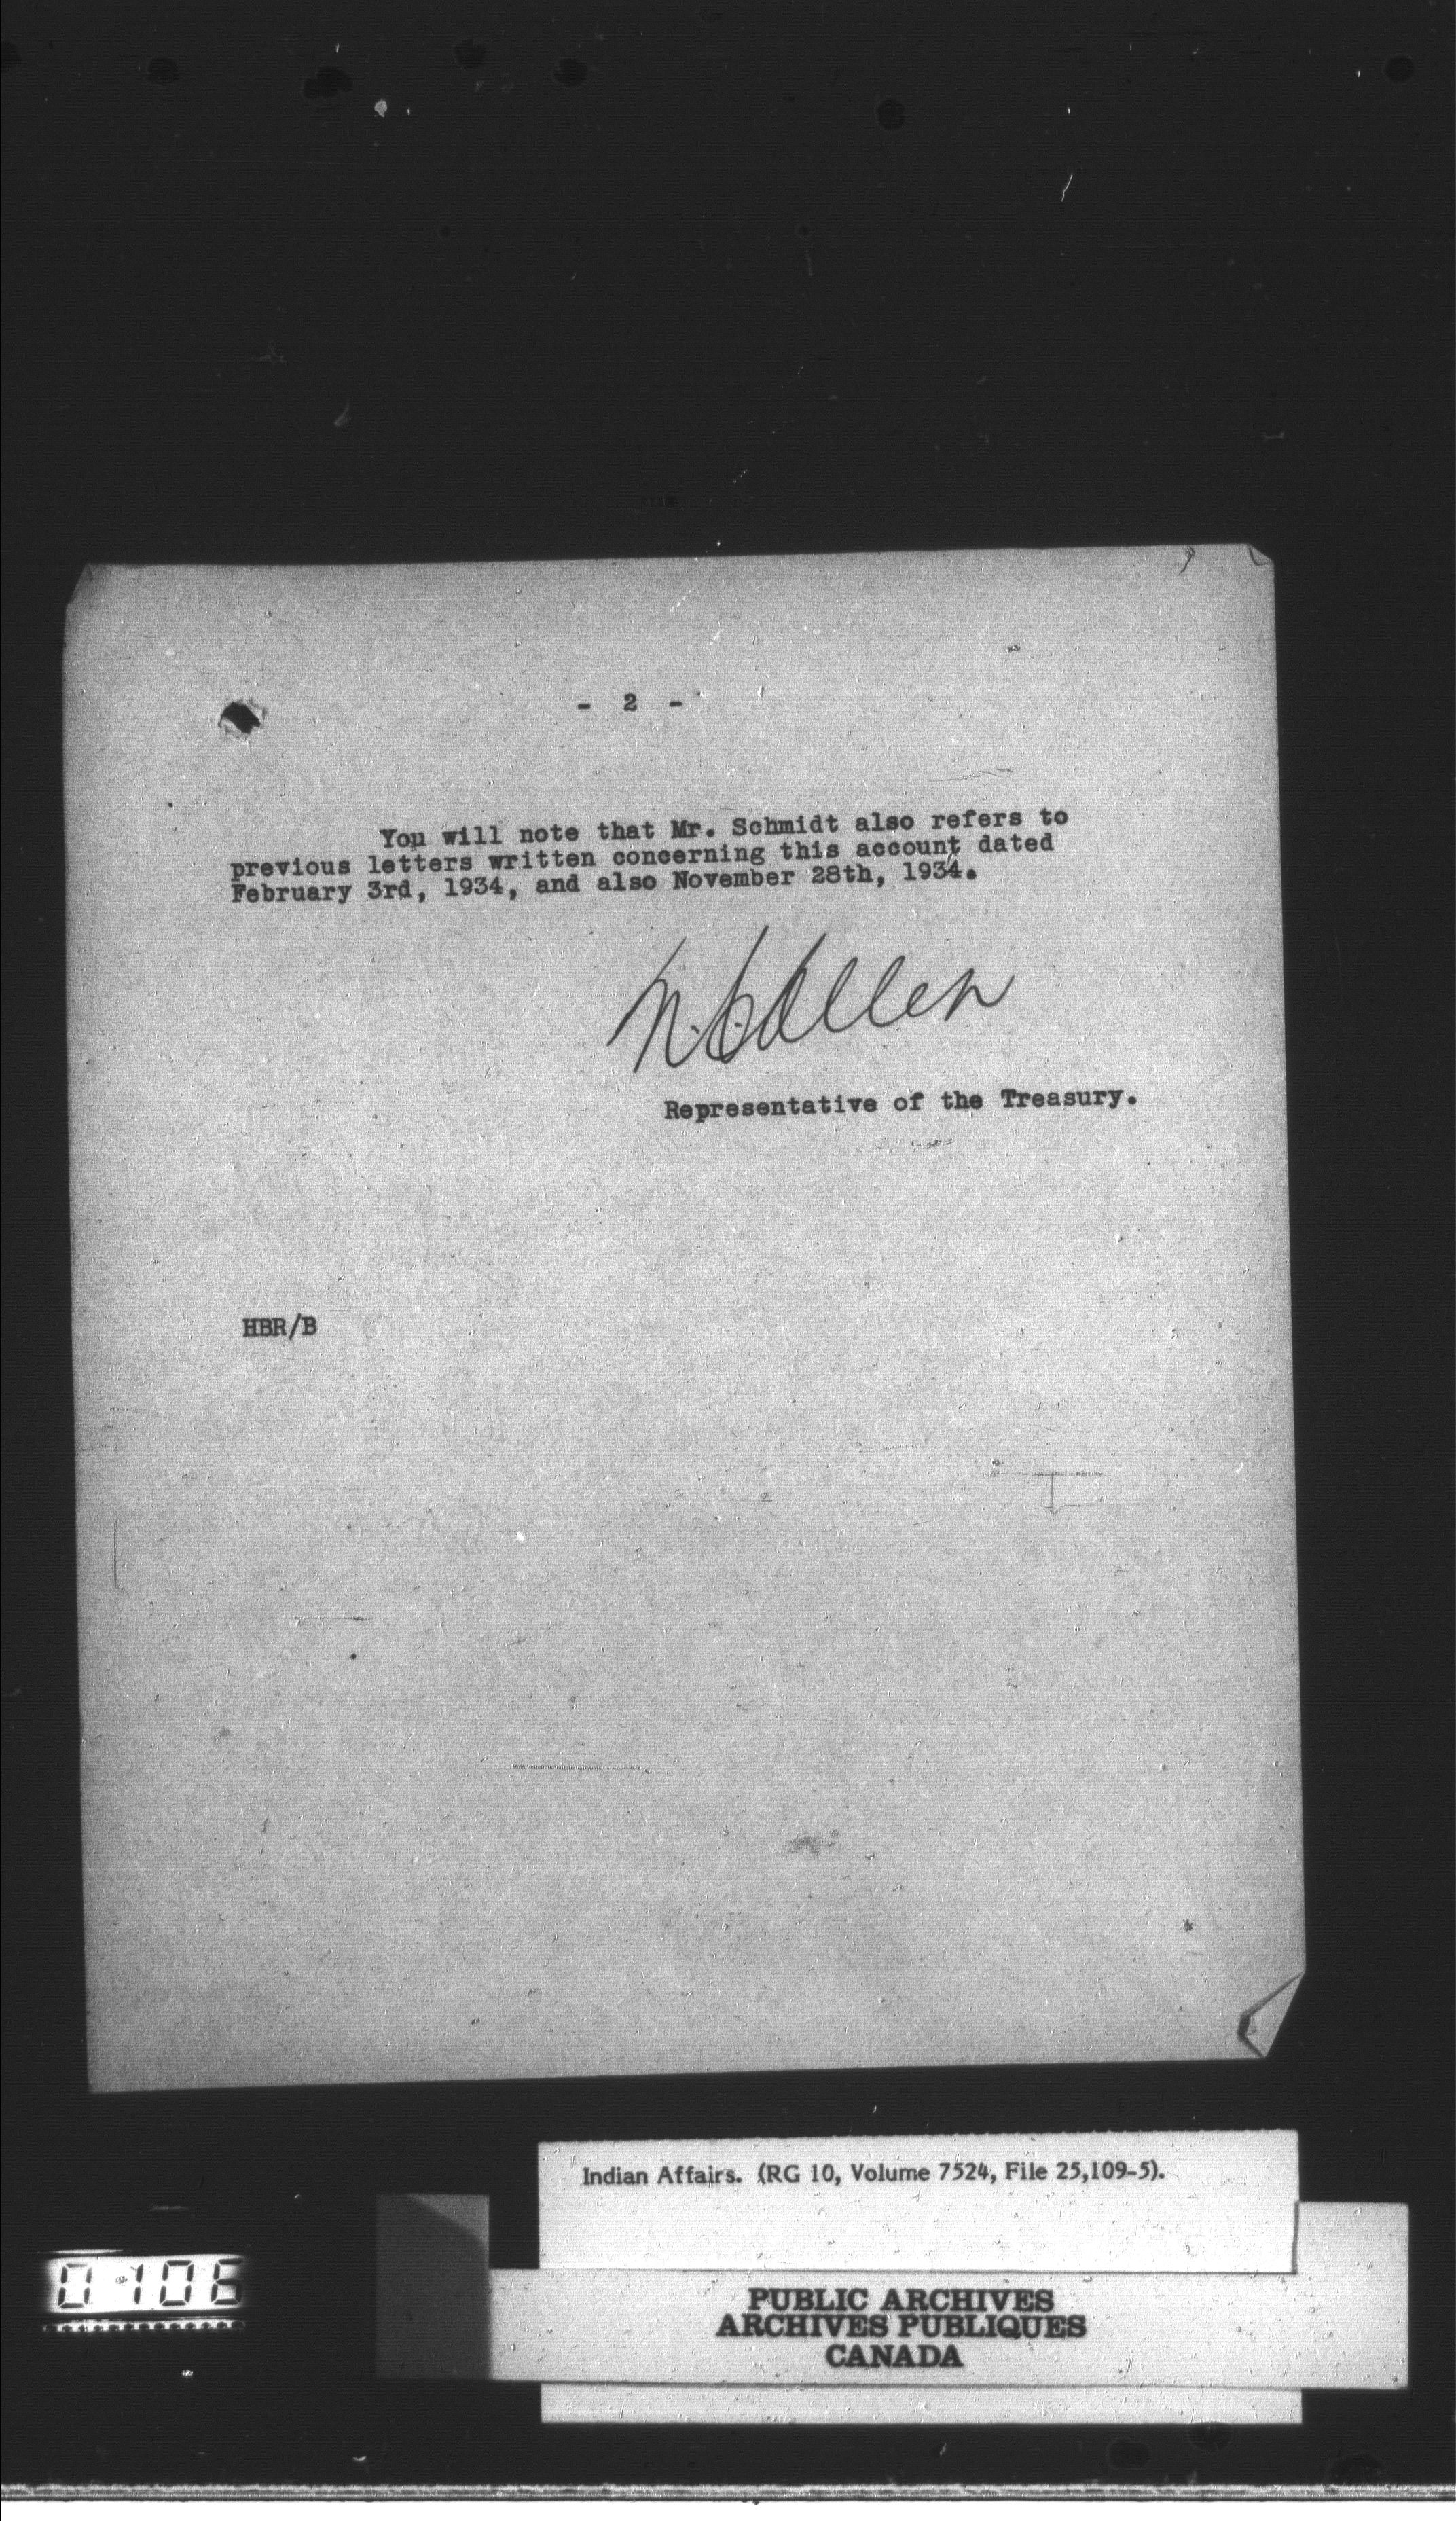 - 2 -
You will note that Mr. Schmidt also refers to
previous letters written concerning this account dated
February 3rd, 1934, and also November 28th, 1934.
Allen
Representative of the Treasury.
HBR/B
Indian Affairs. (RG 10, Volume 7524, File 25,109-5).
0106
PUBLIC ARCHIVES
ARCHIVES PUBLIQUES
CANADA